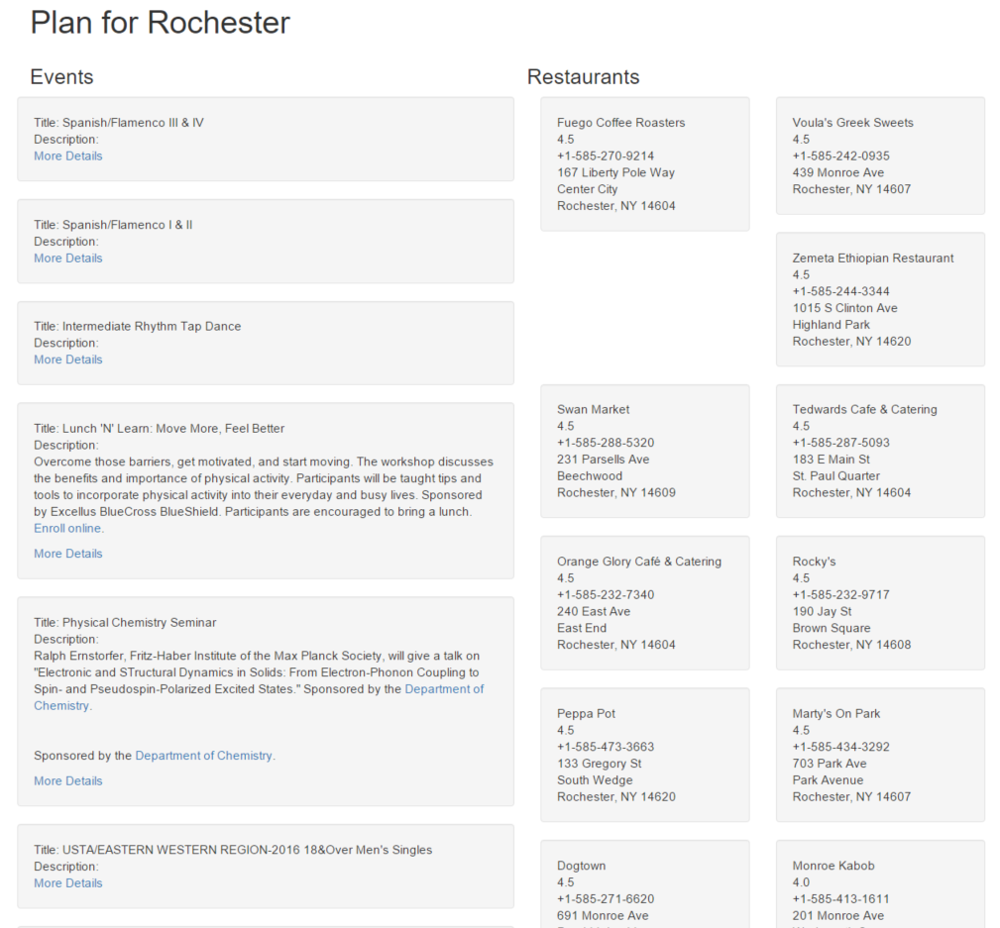 Plan for Rochester
Events
Title: Spanish/Flamenco III & IV
Description:
More Details
Title: Spanish/Flamenco I & II
Description:
More Details
Title: Intermediate Rhythm Tap Dance
Description:
More Details
Title: Lunch 'N' Learn: Move More, Feel Better
Description:
Overcome those barriers, get motivated, and start moving. The workshop discusses
the benefits and importance of physical activity. Participants will be taught tips and
tools to incorporate physical activity into their everyday and busy lives. Sponsored
by Excellus BlueCross BlueShield. Participants are encouraged to bring a lunch.
Enroll online.
More Details
Title: Physical Chemistry Seminar
Description:
Ralph Ernstorfer, Fritz-Haber Institute of the Max Planck Society, will give a talk on
"Electronic and STructural Dynamics in Solids: From Electron-Phonon Coupling to
Spin- and Pseudospin-Polarized Excited States." Sponsored by the Department of
Chemistry.
Sponsored by the Department of Chemistry.
More Details
Title: USTA/EASTERN WESTERN REGION-2016 18&Over Men's Singles
Description:
More Details
Restaurants
Fuego Coffee Roasters
4.5
+1-585-270-9214
167 Liberty Pole Way
Center City
Rochester, NY 14604
Voula's Greek Sweets
4.5
+1-585-242-0935
439 Monroe Ave
Rochester, NY 14607
Zemeta Ethiopian Restaurant
4.5
+1-585-244-3344
1015 S Clinton Ave
Highland Park
Rochester, NY 14620
Swan Market
4.5
+1-585-288-5320
231 Parsells Ave
Beechwood
Rochester, NY 14609
Tedwards Cafe & Catering
4.5
+1-585-287-5093
183 E Main St
St. Paul Quarter
Rochester, NY 14604
Orange Glory Café & Catering
4.5
+1-585-232-7340
240 East Ave
East End
Rochester, NY 14604
Rocky's
4.5
+1-585-232-9717
190 Jay St
Brown Square
Rochester, NY 14608
Peppa Pot
4.5
+1-585-473-3663
133 Gregory St
South Wedge
Rochester, NY 14620
Marty's On Park
4.5
+1-585-434-3292
703 Park Ave
Park Avenue
Rochester, NY 14607
Dogtown
4.5
+1-585-271-6620
691 Monroe Ave
Monroe Kabob
4.0
+1-585-413-1611
201 Monroe Ave